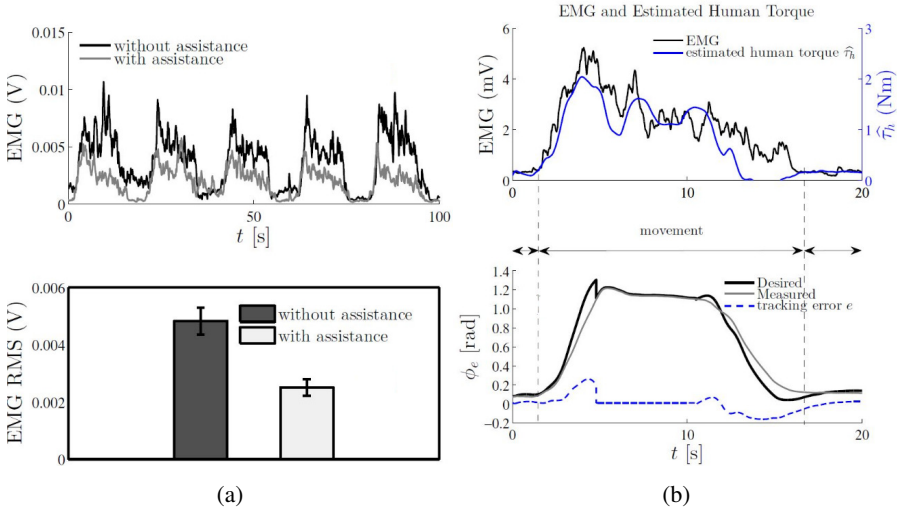 0.015
0.01
0.005
0
EMG (V)
without assistance
with assistance
0
50
100
t [s]
0.006
0.004
0.002
0
EMG RMS (V)
without assistance
with assistance
(a)
EMG and Estimated Human Torque
6
4
2
0
EMG (mV)
EMG
estimated human torque τ̂h
3
2
1
0
τ̂h (Nm)
0
10
20
movement
1.4
1.2
1.0
0.8
0.6
0.4
0.2
0
−0.2
ϕe [rad]
Desired
Measured
tracking error e
0
10
20
t [s]
(b)